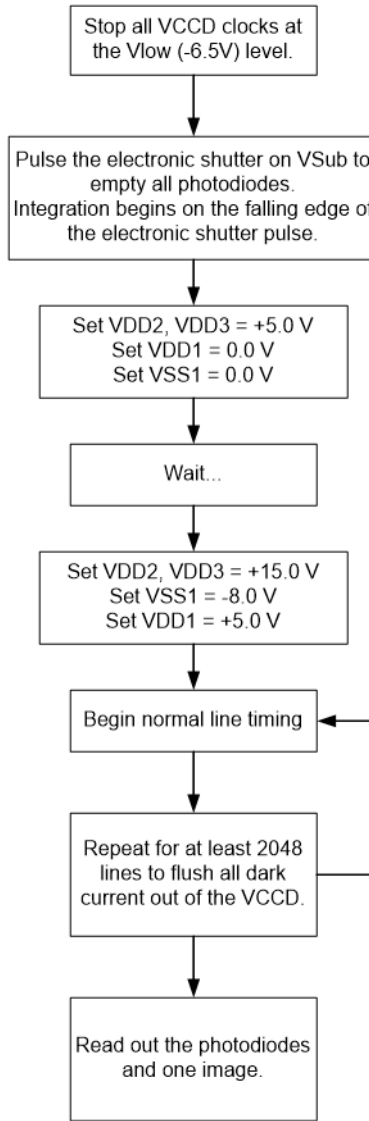 Stop all VCCD clocks at
the Vlow (-6.5V) level.
Pulse the electronic shutter on VSub to
empty all photodiodes.
Integration begins on the falling edge of
the electronic shutter pulse.
Set VDD2, VDD3 = +5.0 V
Set VDD1 = 0.0 V
Set VSS1 = 0.0 V
Wait...
Set VDD2, VDD3 = +15.0 V
Set VSS1 = -8.0 V
Set VDD1 = +5.0 V
Begin normal line timing
Repeat for at least 2048
lines to flush all dark
current out of the VCCD.
Read out the photodiodes
and one image.